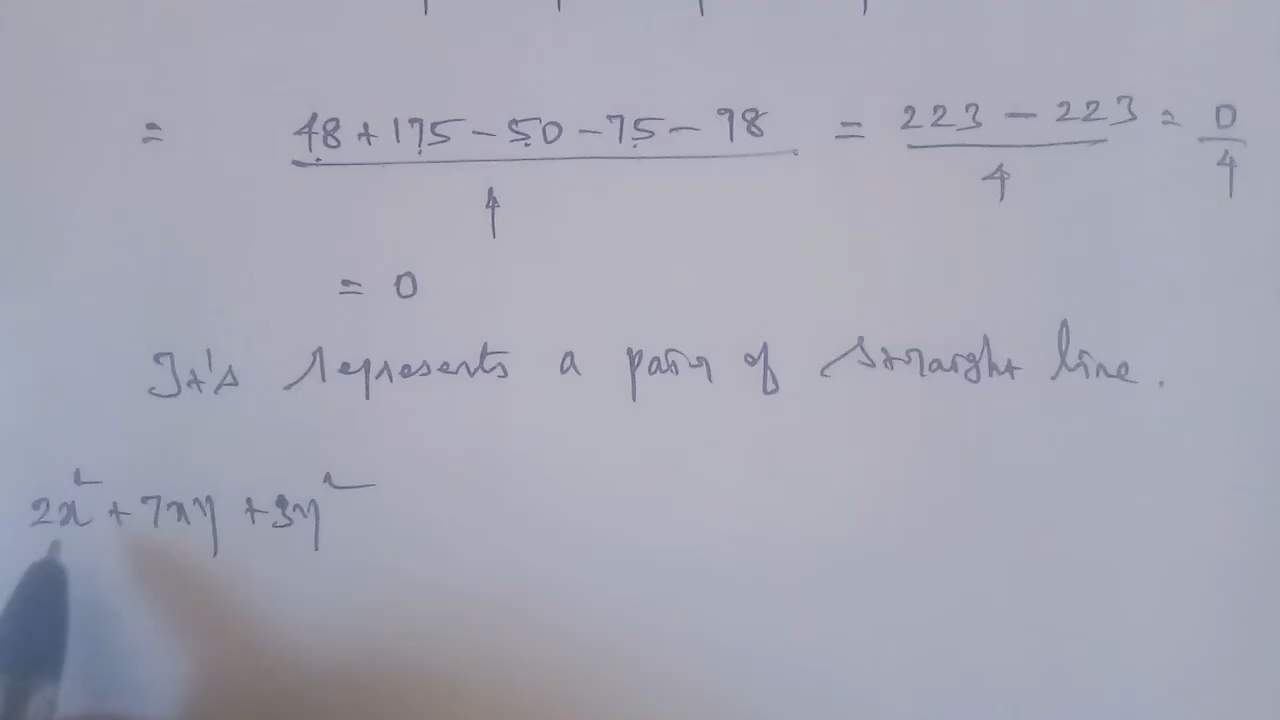 = 48 + 175 - 50 - 75 - 98 / 4 = 223 - 223 / 4 = 0 / 4
= 0
It's represents a pair of straight line.
2x² + 7xy + 3y²